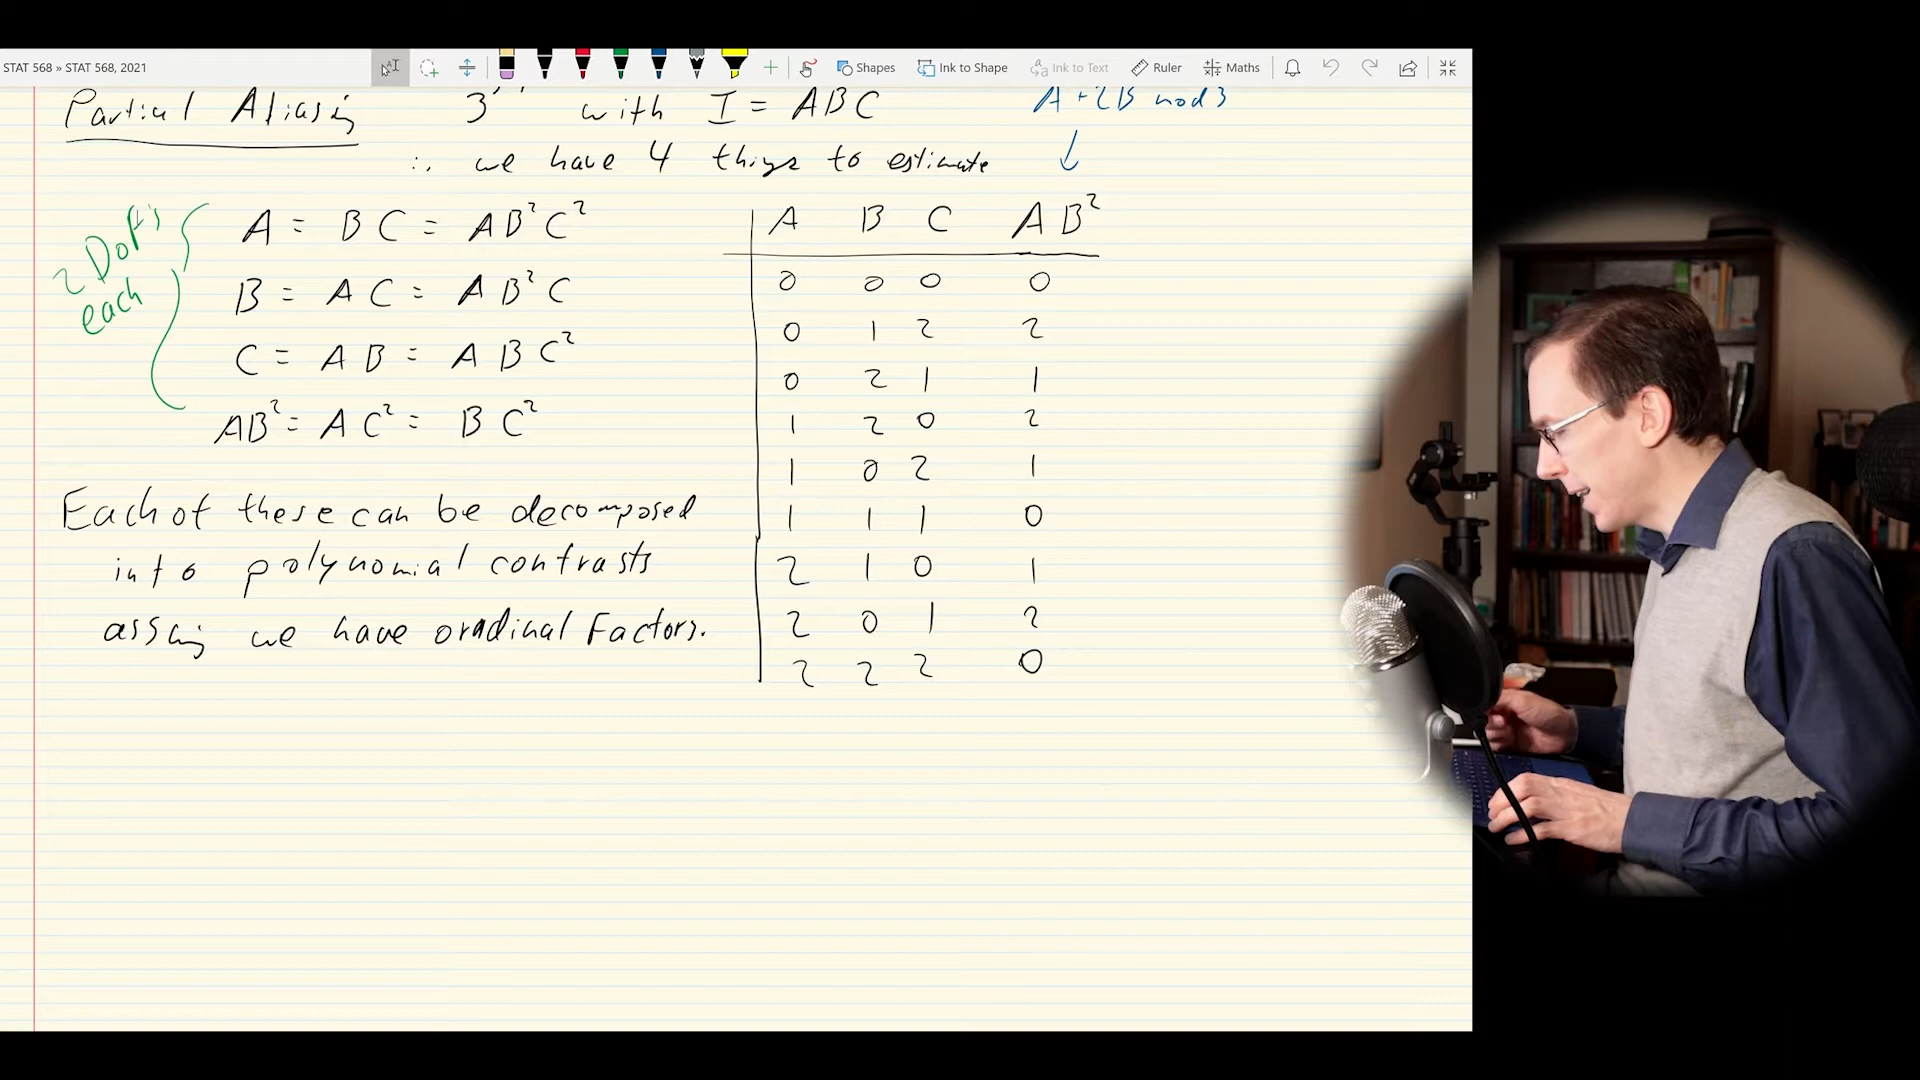 STAT 568 » STAT 568, 2021
Shapes Ink to Shape Ink to Text Ruler Maths
Partial Aliasing 3 with I = ABC A+2B mod 3
∴ we have 4 things to estimate
2 DoF's each
A = BC = AB²C²
B = AC = AB²C
C = AB = ABC²
AB² = AC² = BC²
Each of these can be decomposed
into polynomial contrasts
we have oradinal Factors.
A B C AB²
0 0 0 0
0 1 2 2
0 2 1 1
1 2 0 2
1 0 2 1
1 1 1 0
2 1 0 1
2 0 1 2
2 2 2 0